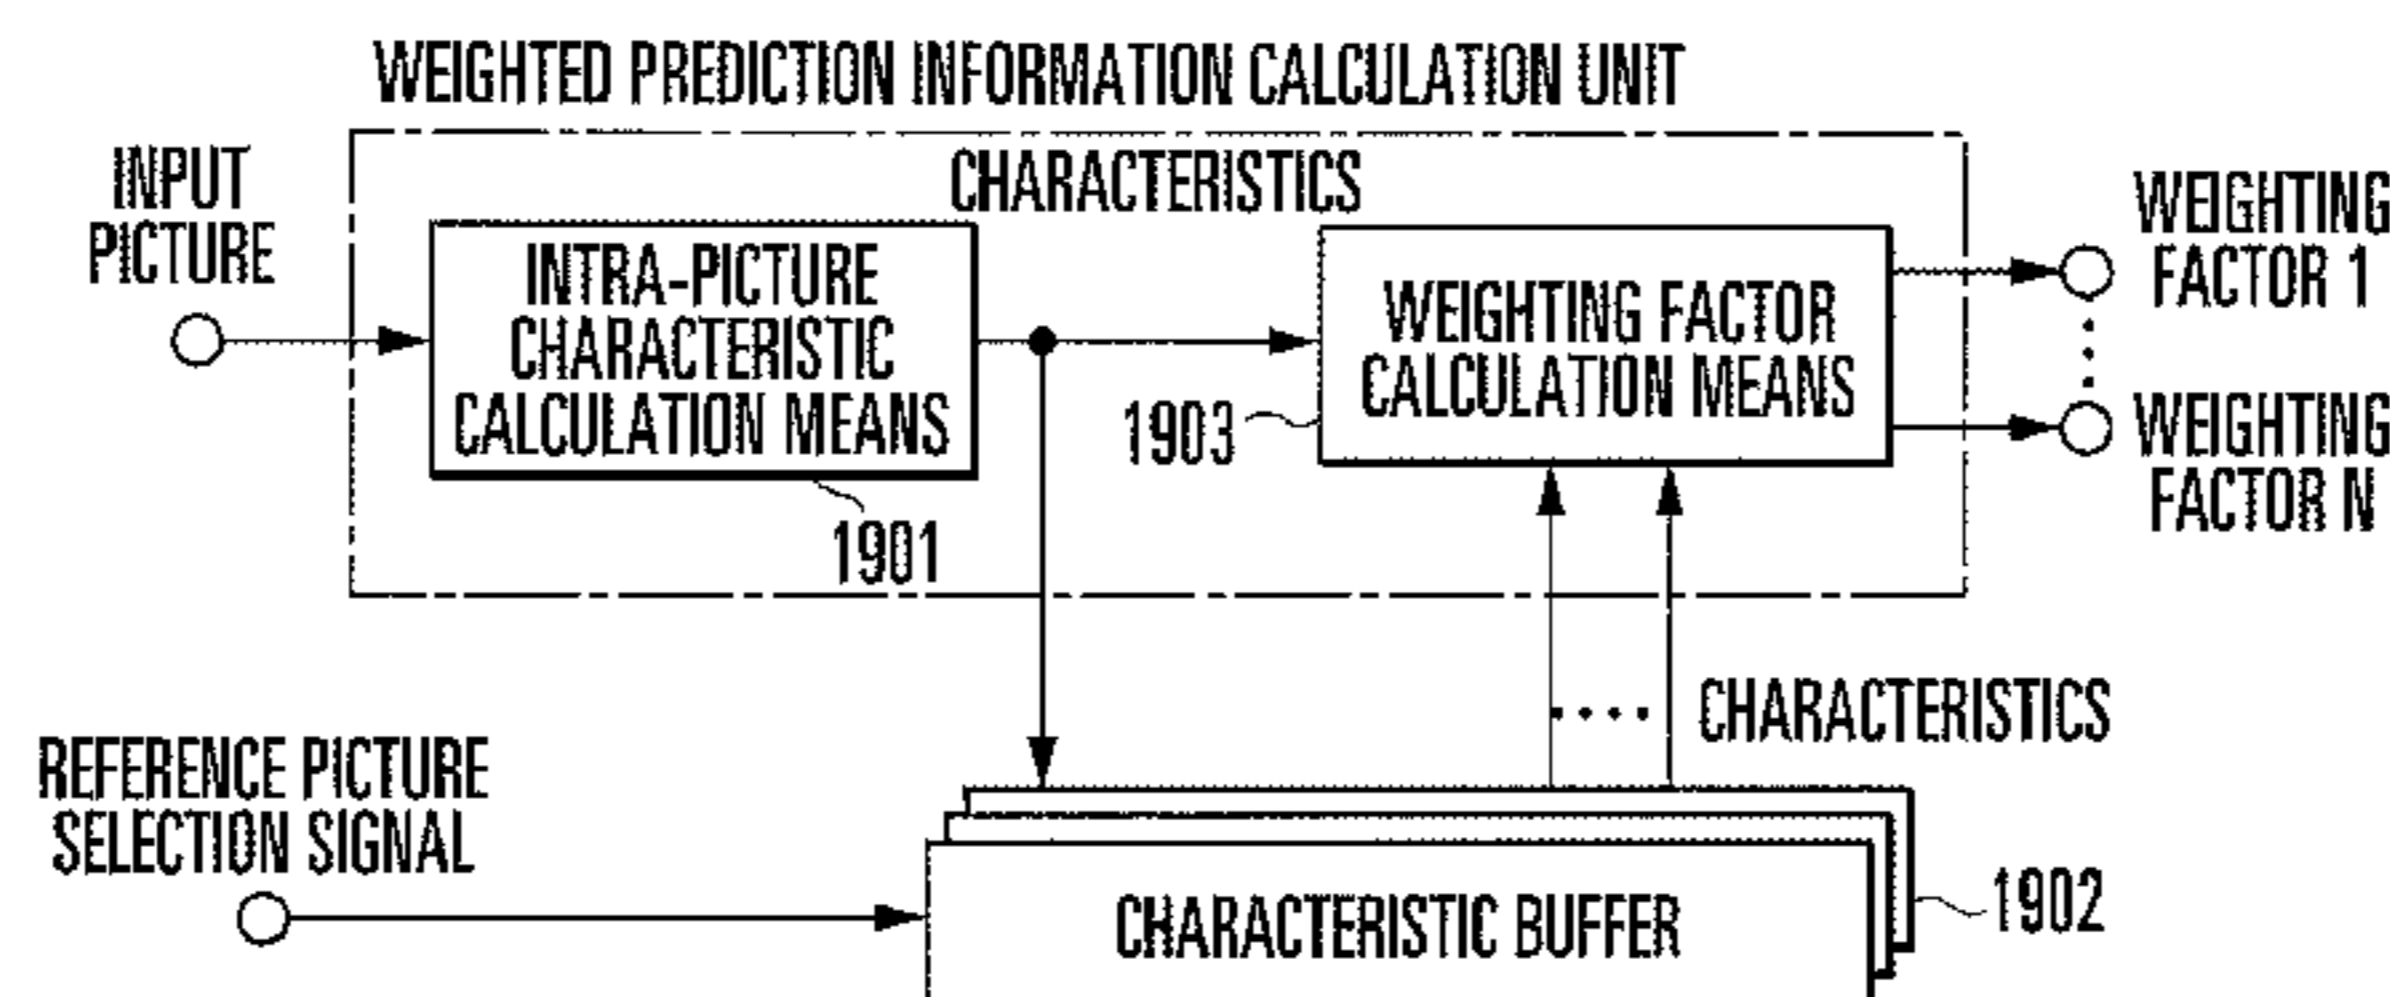 WEIGHTED PREDICTION INFORMATION CALCULATION UNIT
INPUT
PICTURE
CHARACTERISTICS
INTRA-PICTURE
CHARACTERISTIC
CALCULATION MEANS
1901
WEIGHTING FACTOR
CALCULATION MEANS
1903
WEIGHTING
FACTOR 1
WEIGHTING
FACTOR N
CHARACTERISTICS
REFERENCE PICTURE
SELECTION SIGNAL
CHARACTERISTIC BUFFER
1902